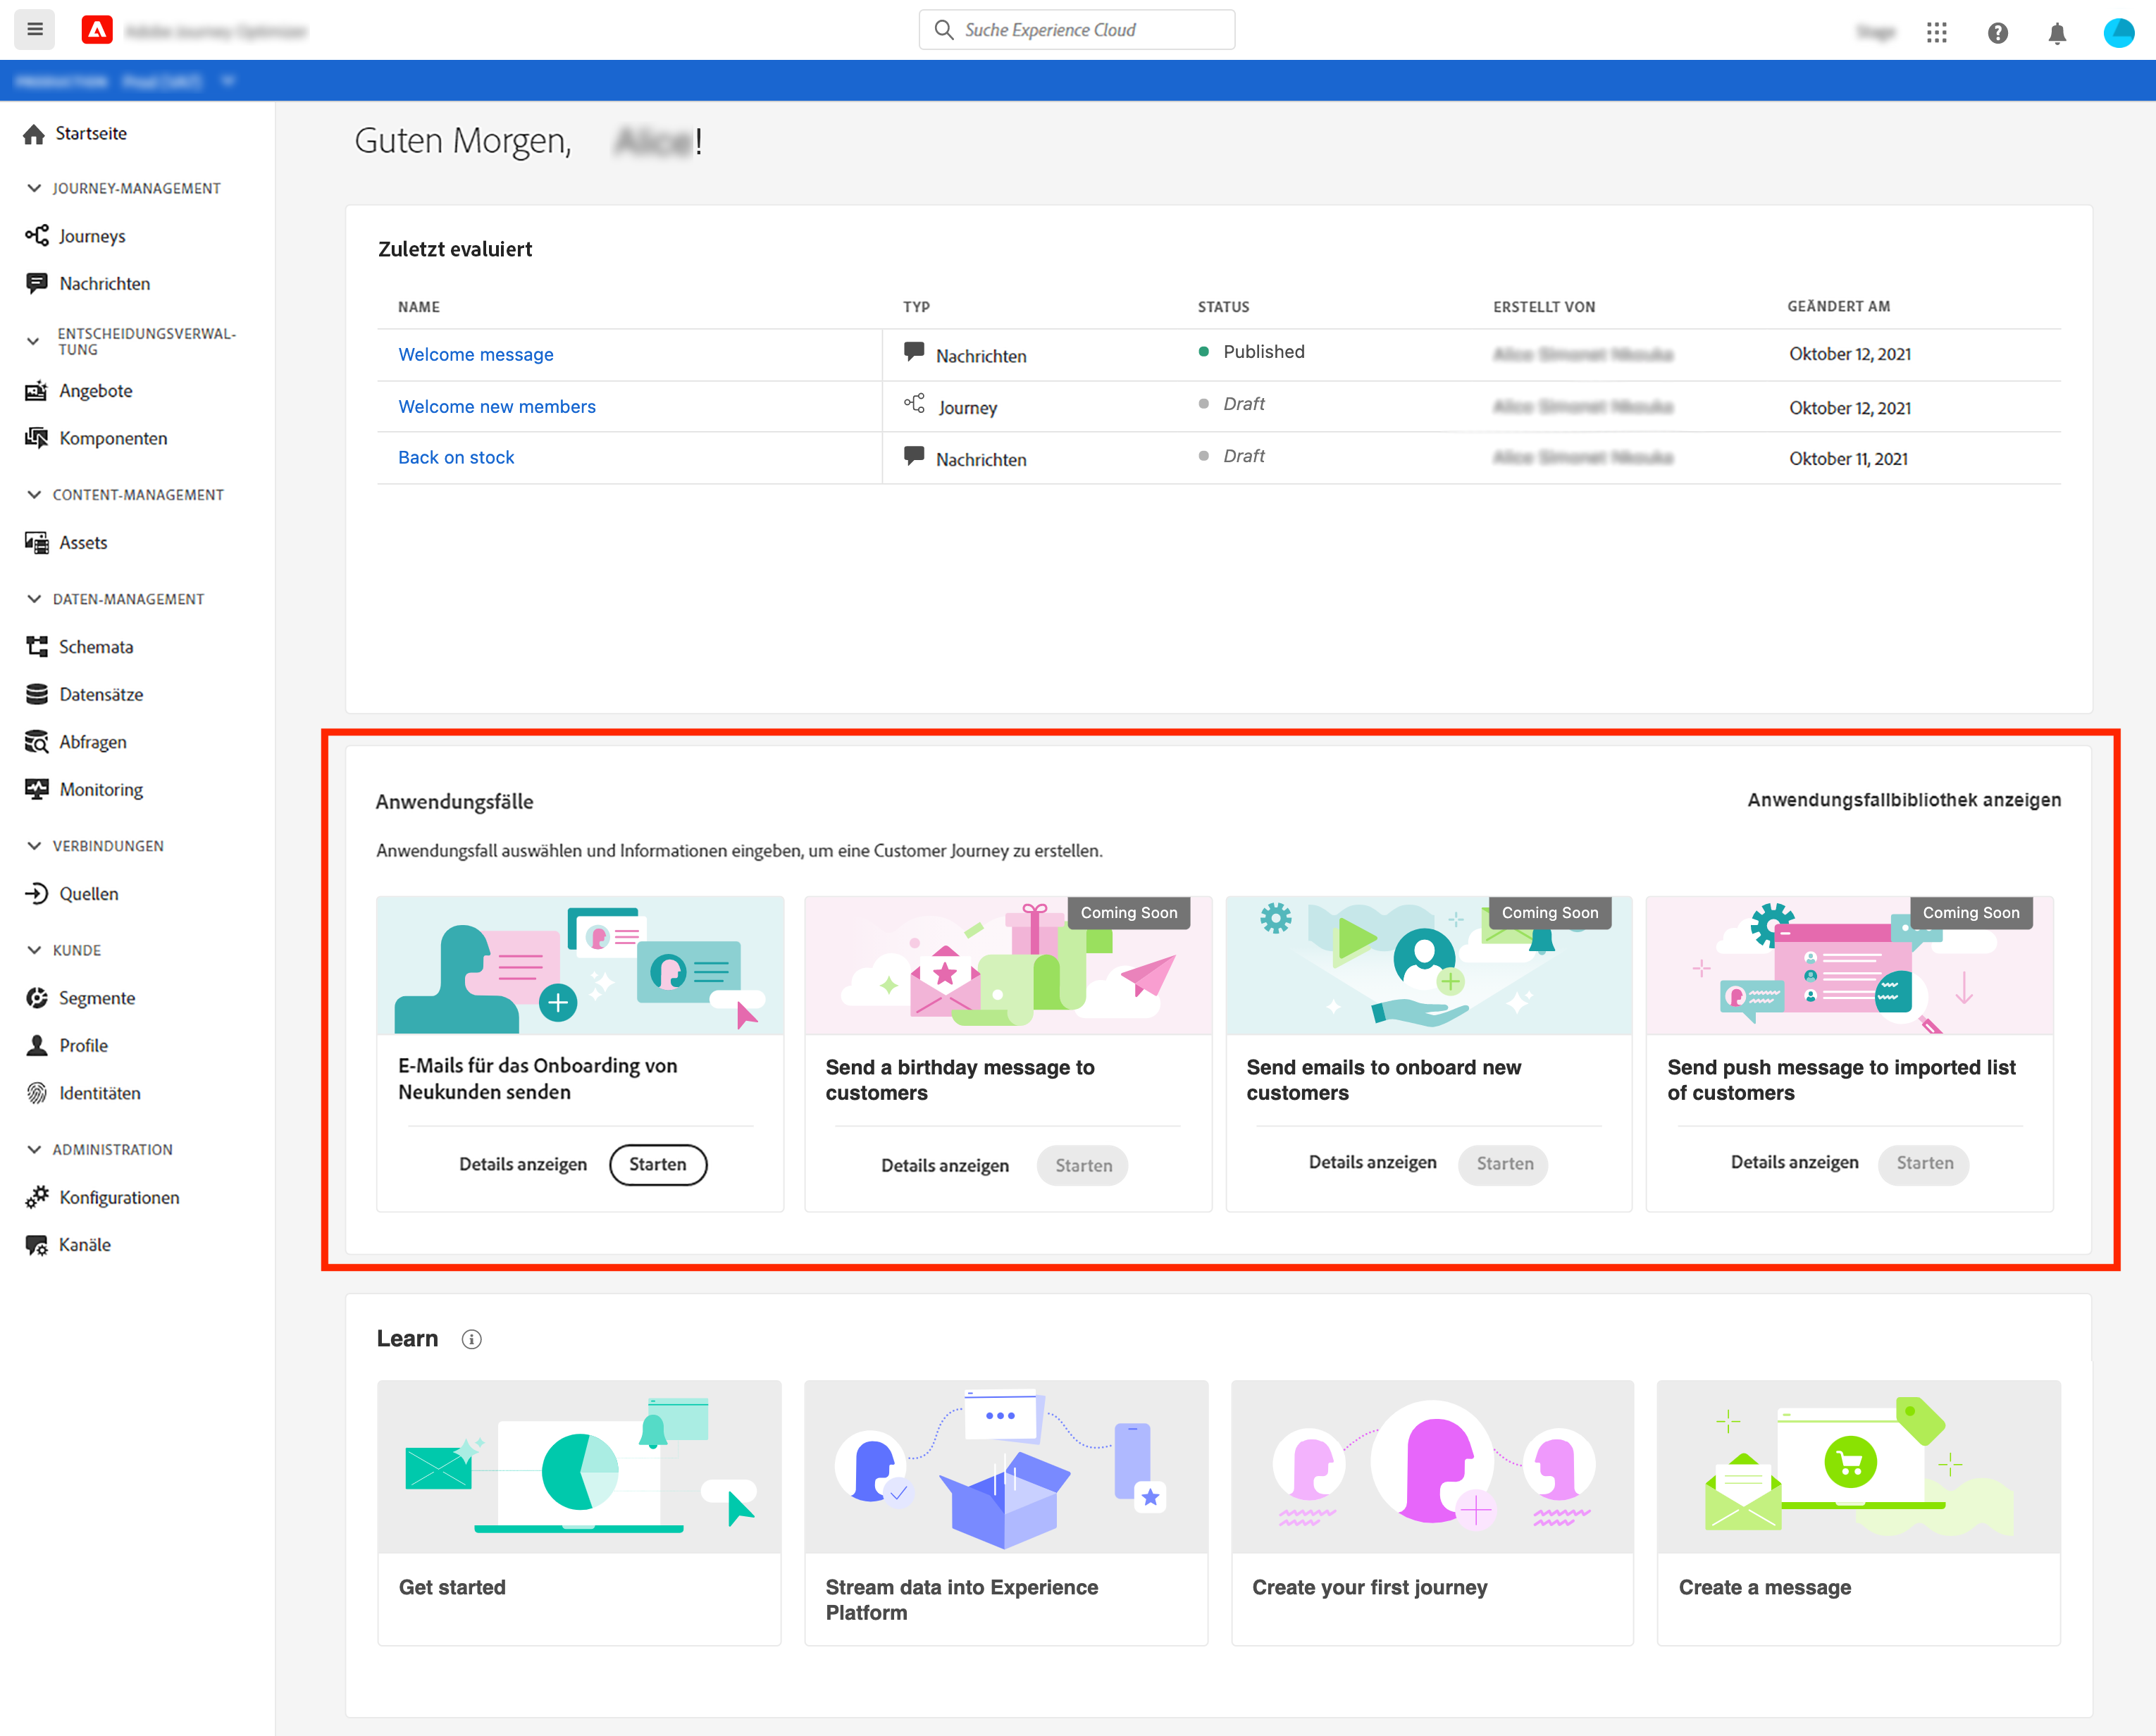 Suche Experience Cloud
Startseite
Guten Morgen, !
JOURNEY-MANAGEMENT
Journeys
Nachrichten
ENTSCHEIDUNGSVERWAL-
TUNG
Angebote
Komponenten
CONTENT-MANAGEMENT
Assets
DATEN-MANAGEMENT
Schemata
Datensätze
Abfragen
Monitoring
VERBINDUNGEN
Quellen
KUNDE
Segmente
Profile
Identitäten
ADMINISTRATION
Konfigurationen
Kanäle
Zuletzt evaluiert
NAME TYP STATUS ERSTELLT VON GEÄNDERT AM
Welcome message Nachrichten Published Oktober 12, 2021
Welcome new members Journey Draft Oktober 12, 2021
Back on stock Nachrichten Draft Oktober 11, 2021
Anwendungsfälle Anwendungsfallbibliothek anzeigen
Anwendungsfall auswählen und Informationen eingeben, um eine Customer Journey zu erstellen.
E-Mails für das Onboarding von
Neukunden senden
Details anzeigen Starten
Coming Soon
Send a birthday message to
customers
Details anzeigen Starten
Coming Soon
Send emails to onboard new
customers
Details anzeigen Starten
Coming Soon
Send push message to imported list
of customers
Details anzeigen Starten
Learn
Get started
Stream data into Experience
Platform
Create your first journey
Create a message